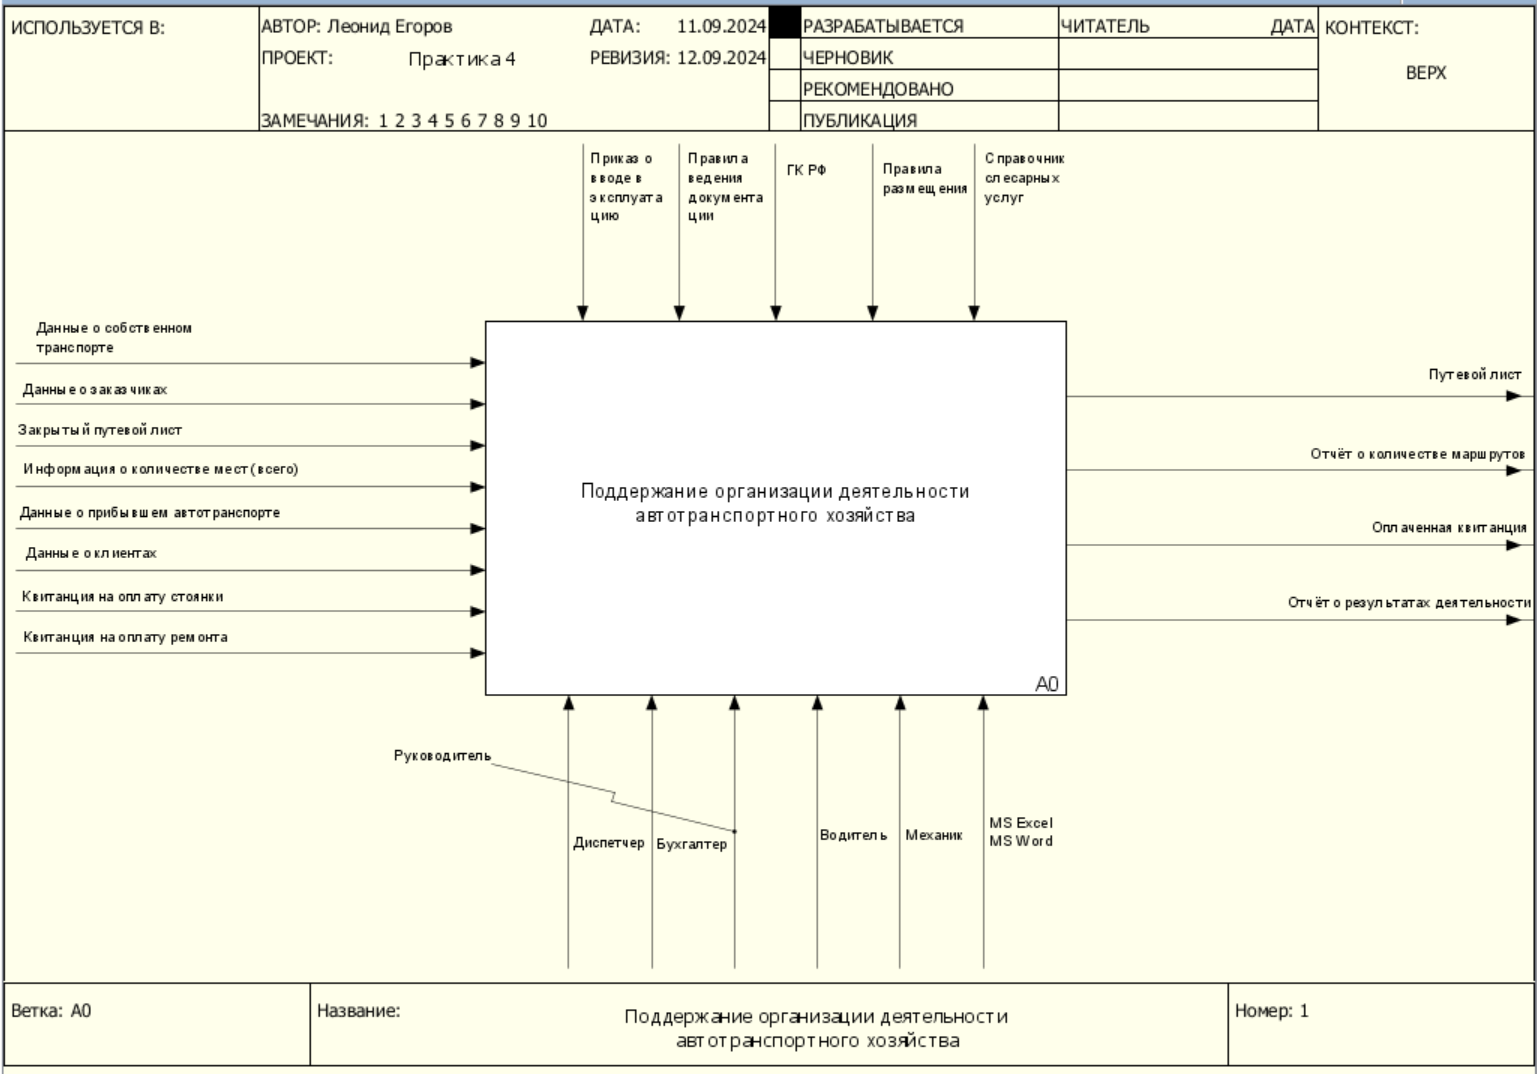 ИСПОЛЬЗУЕТСЯ В:
АВТОР: Леонид Егоров
ДАТА: 11.09.2024
ПРОЕКТ: Практика 4
РЕВИЗИЯ: 12.09.2024
ЗАМЕЧАНИЯ: 1 2 3 4 5 6 7 8 9 10
РАЗРАБАТЫВАЕТСЯ
ЧЕРНОВИК
РЕКОМЕНДОВАНО
ПУБЛИКАЦИЯ
ЧИТАТЕЛЬ
ДАТА
КОНТЕКСТ:
ВЕРХ
Приказ о
вводе в
эксплуата
цию
Правила
ведения
документа
ции
ГК РФ
Правила
размещения
Справочник
слесарных
услуг
Данные о собственном
транспорте
Данные о заказчиках
Закрытый путевой лист
Информация о количестве мест (всего)
Данные о прибывшем автотранспорте
Данные о клиентах
Квитанция на оплату стоянки
Квитанция на оплату ремонта
Поддержание организации деятельности
автотранспортного хозяйства
A0
Путевой лист
Отчёт о количестве маршрутов
Оплаченная квитанция
Отчёт о результатах деятельности
Руководитель
Диспетчер
Бухгалтер
Водитель
Механик
MS Excel
MS Word
Ветка: A0
Название:
Поддержание организации деятельности
автотранспортного хозяйства
Номер: 1